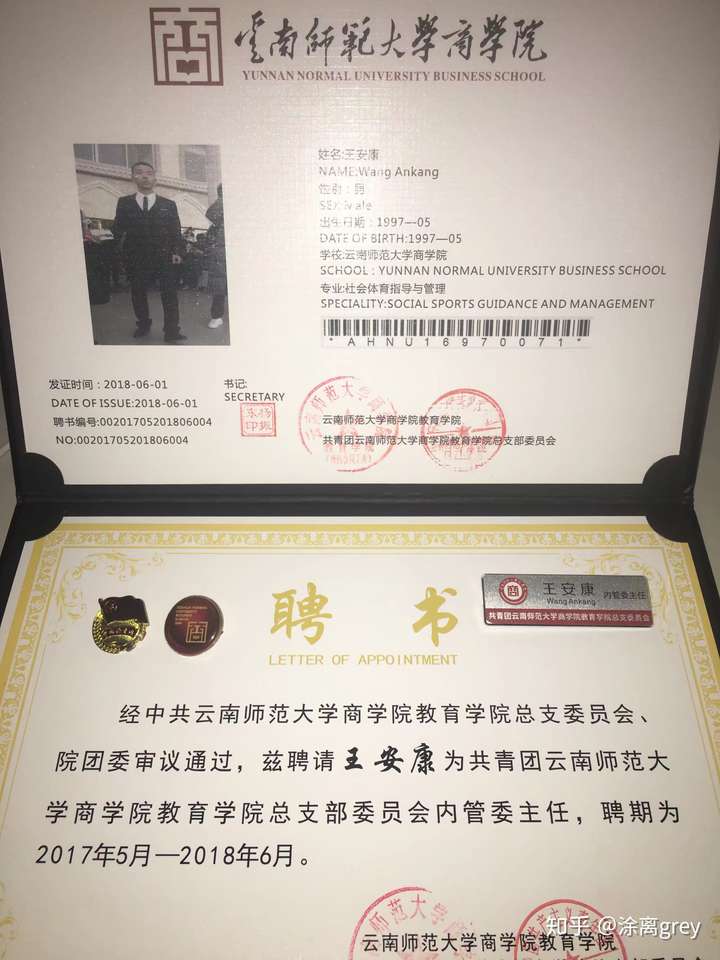 云南师范大学商学院
YUNNAN NORMAL UNIVERSITY BUSINESS SCHOOL
姓名:王安康
NAME:Wang Ankang
性别：男
SEX: Male
出生日期：1997—05
DATE OF BIRTH:1997—05
学校:云南师范大学商学院
SCHOOL：YUNNAN NORMAL UNIVERSITY BUSINESS SCHOOL
专业:社会体育指导与管理
SPECIALITY:SOCIAL SPORTS GUIDANCE AND MANAGEMENT
*AHNU16970071*
发证时间：2018-06-01
DATE OF ISSUE:2018-06-01
聘书编号:00201705201806004
NO:00201705201806004
书记:
SECRETARY
云南师范大学商学院教育学院
共青团云南师范大学商学院教育学院总支部委员会
商
王安康
Wang Ankang
内管委主任
共青团云南师范大学商学院教育学院总支部委员会
聘 书
LETTER OF APPOINTMENT
经中共云南师范大学商学院教育学院总支委员会、
院团委审议通过，兹聘请王安康为共青团云南师范大
学商学院教育学院总支部委员会内管委主任，聘期为
2017年5月—2018年6月。
云南师范大学商学院教育学院
知乎 @涂离grey